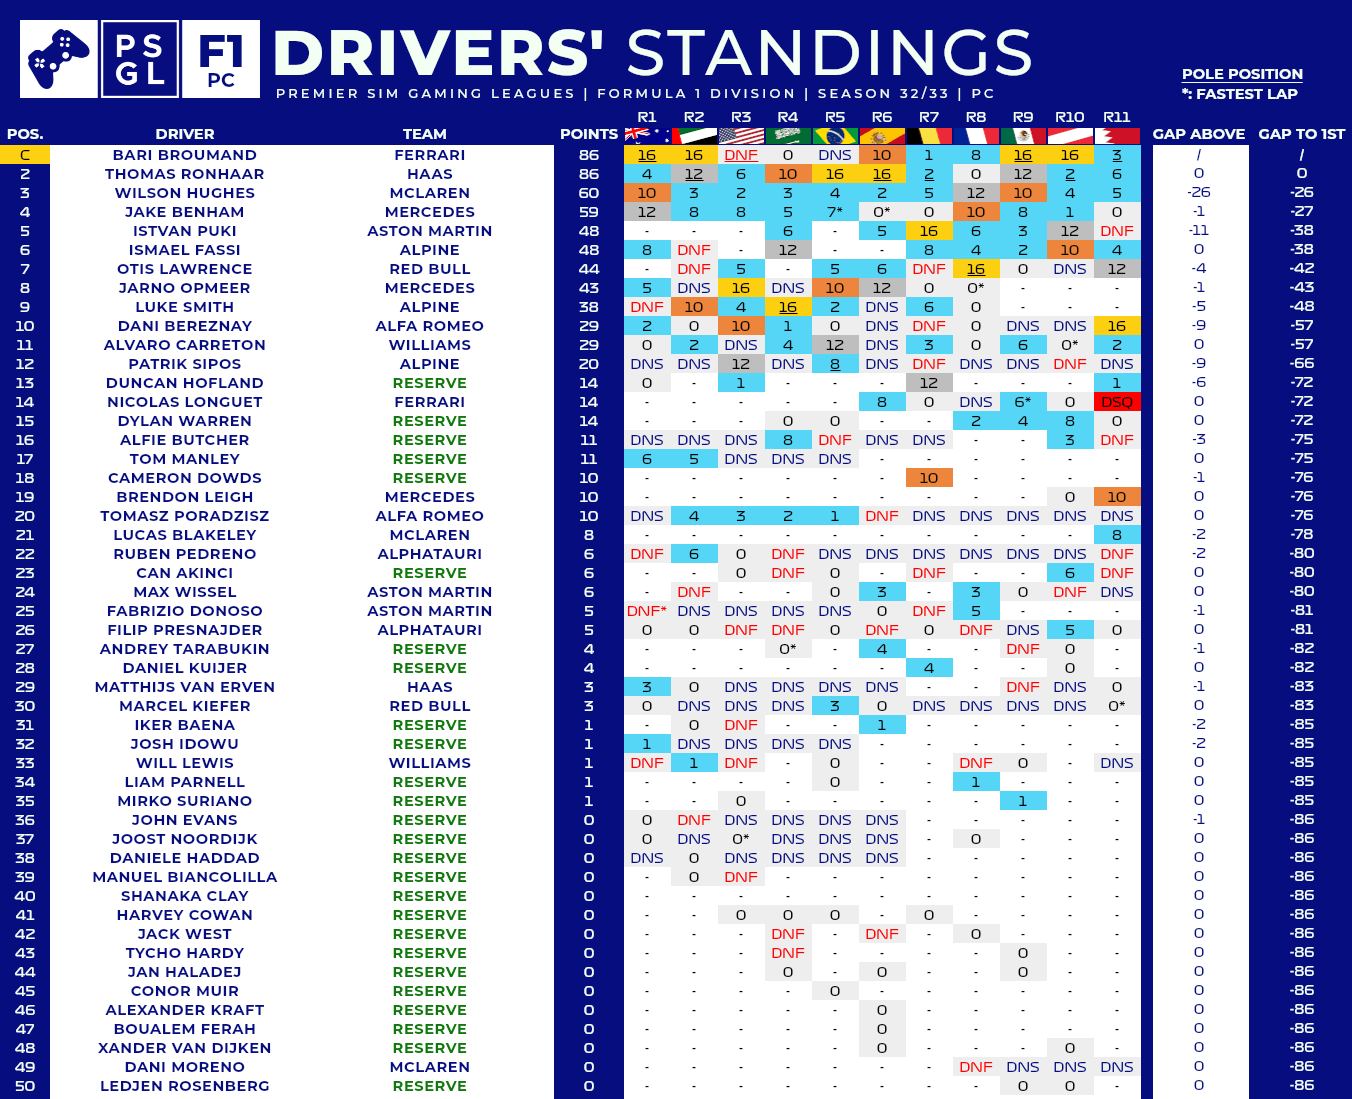 PS
GL
F1
PC
DRIVERS' STANDINGS
PREMIER SIM GAMING LEAGUES | FORMULA 1 DIVISION | SEASON 32/33 | PC
POLE POSITION
*: FASTEST LAP
POS. DRIVER TEAM POINTS R1 R2 R3 R4 R5 R6 R7 R8 R9 R10 R11 GAP ABOVE GAP TO 1ST
C BARI BROUMAND FERRARI 86 16 16 DNF 0 DNS 10 1 8 16 16 3 / /
2 THOMAS RONHAAR HAAS 86 4 12 6 10 16 16 2 0 12 2 6 0 0
3 WILSON HUGHES MCLAREN 60 10 3 2 3 4 2 5 12 10 4 5 -26 -26
4 JAKE BENHAM MERCEDES 59 12 8 8 5 7* 0* 0 10 8 1 0 -1 -27
5 ISTVAN PUKI ASTON MARTIN 48 - - - 6 - 5 16 6 3 12 DNF -11 -38
6 ISMAEL FASSI ALPINE 48 8 DNF - 12 - - 8 4 2 10 4 0 -38
7 OTIS LAWRENCE RED BULL 44 - DNF 5 - 5 6 DNF 16 0 DNS 12 -4 -42
8 JARNO OPMEER MERCEDES 43 5 DNS 16 DNS 10 12 0 0* - - - -1 -43
9 LUKE SMITH ALPINE 38 DNF 10 4 16 2 DNS 6 0 - - - -5 -48
10 DANI BEREZNAY ALFA ROMEO 29 2 0 10 1 0 DNS DNF 0 DNS DNS 16 -9 -57
11 ALVARO CARRETON WILLIAMS 29 0 2 DNS 4 12 DNS 3 0 6 0* 2 0 -57
12 PATRIK SIPOS ALPINE 20 DNS DNS 12 DNS 8 DNS DNF DNS DNS DNF DNS -9 -66
13 DUNCAN HOFLAND RESERVE 14 0 - 1 - - - 12 - - - 1 -6 -72
14 NICOLAS LONGUET FERRARI 14 - - - - - 8 0 DNS 6* 0 DSQ 0 -72
15 DYLAN WARREN RESERVE 14 - - - 0 0 - - 2 4 8 0 0 -72
16 ALFIE BUTCHER RESERVE 11 DNS DNS DNS 8 DNF DNS DNS - - 3 DNF -3 -75
17 TOM MANLEY RESERVE 11 6 5 DNS DNS DNS - - - - - - 0 -75
18 CAMERON DOWDS RESERVE 10 - - - - - - 10 - - - - -1 -76
19 BRENDON LEIGH MERCEDES 10 - - - - - - - - - 0 10 0 -76
20 TOMASZ PORADZISZ ALFA ROMEO 10 DNS 4 3 2 1 DNF DNS DNS DNS DNS DNS 0 -76
21 LUCAS BLAKELEY MCLAREN 8 - - - - - - - - - - 8 -2 -78
22 RUBEN PEDRENO ALPHATAURI 6 DNF 6 0 DNF DNS DNS DNS DNS DNS DNS DNF -2 -80
23 CAN AKINCI RESERVE 6 - - 0 DNF 0 - DNF - - 6 DNF 0 -80
24 MAX WISSEL ASTON MARTIN 6 - DNF - - 0 3 - 3 0 DNF DNS 0 -80
25 FABRIZIO DONOSO ASTON MARTIN 5 DNF* DNS DNS DNS DNS 0 DNF 5 - - - -1 -81
26 FILIP PRESNAJDER ALPHATAURI 5 0 0 DNF DNF 0 DNF 0 DNF DNS 5 0 0 -81
27 ANDREY TARABUKIN RESERVE 4 - - - 0* - 4 - - DNF 0 - -1 -82
28 DANIEL KUIJER RESERVE 4 - - - - - - 4 - - 0 - 0 -82
29 MATTHIJS VAN ERVEN HAAS 3 3 0 DNS DNS DNS DNS - - DNF DNS 0 -1 -83
30 MARCEL KIEFER RED BULL 3 0 DNS DNS DNS 3 0 DNS DNS DNS DNS 0* 0 -83
31 IKER BAENA RESERVE 1 - 0 DNF - - 1 - - - - - -2 -85
32 JOSH IDOWU RESERVE 1 1 DNS DNS DNS DNS - - - - - - -2 -85
33 WILL LEWIS WILLIAMS 1 DNF 1 DNF - 0 - - DNF 0 - DNS 0 -85
34 LIAM PARNELL RESERVE 1 - - - - 0 - - 1 - - - 0 -85
35 MIRKO SURIANO RESERVE 1 - - 0 - - - - - 1 - - 0 -85
36 JOHN EVANS RESERVE 0 0 DNF DNS DNS DNS DNS - - - - - -1 -86
37 JOOST NOORDIJK RESERVE 0 0 DNS 0* DNS DNS DNS - 0 - - - 0 -86
38 DANIELE HADDAD RESERVE 0 DNS 0 DNS DNS DNS DNS - - - - - 0 -86
39 MANUEL BIANCOLILLA RESERVE 0 - 0 DNF - - - - - - - - 0 -86
40 SHANAKA CLAY RESERVE 0 - - - - - - - - - - - 0 -86
41 HARVEY COWAN RESERVE 0 - - 0 0 0 - 0 - - - - 0 -86
42 JACK WEST RESERVE 0 - - - DNF - DNF - 0 - - - 0 -86
43 TYCHO HARDY RESERVE 0 - - - DNF - - - - 0 - - 0 -86
44 JAN HALADEJ RESERVE 0 - - - 0 - 0 - - 0 - - 0 -86
45 CONOR MUIR RESERVE 0 - - - - 0 - - - - - - 0 -86
46 ALEXANDER KRAFT RESERVE 0 - - - - - 0 - - - - - 0 -86
47 BOUALEM FERAH RESERVE 0 - - - - - 0 - - - - - 0 -86
48 XANDER VAN DIJKEN RESERVE 0 - - - - - 0 - - - 0 - 0 -86
49 DANI MORENO MCLAREN 0 - - - - - - - DNF DNS DNS DNS 0 -86
50 LEDJEN ROSENBERG RESERVE 0 - - - - - - - - 0 0 - 0 -86